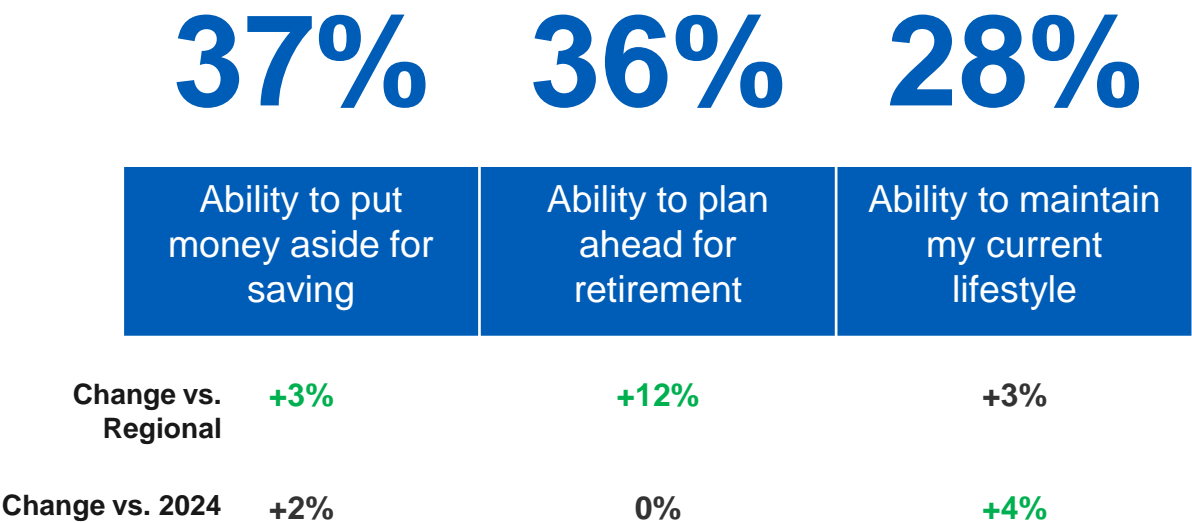 37% 36% 28%
Ability to put
money aside for
saving
Ability to plan
ahead for
retirement
Ability to maintain
my current
lifestyle
Change vs.
Regional
+3% +12% +3%
Change vs. 2024 +2% 0% +4%